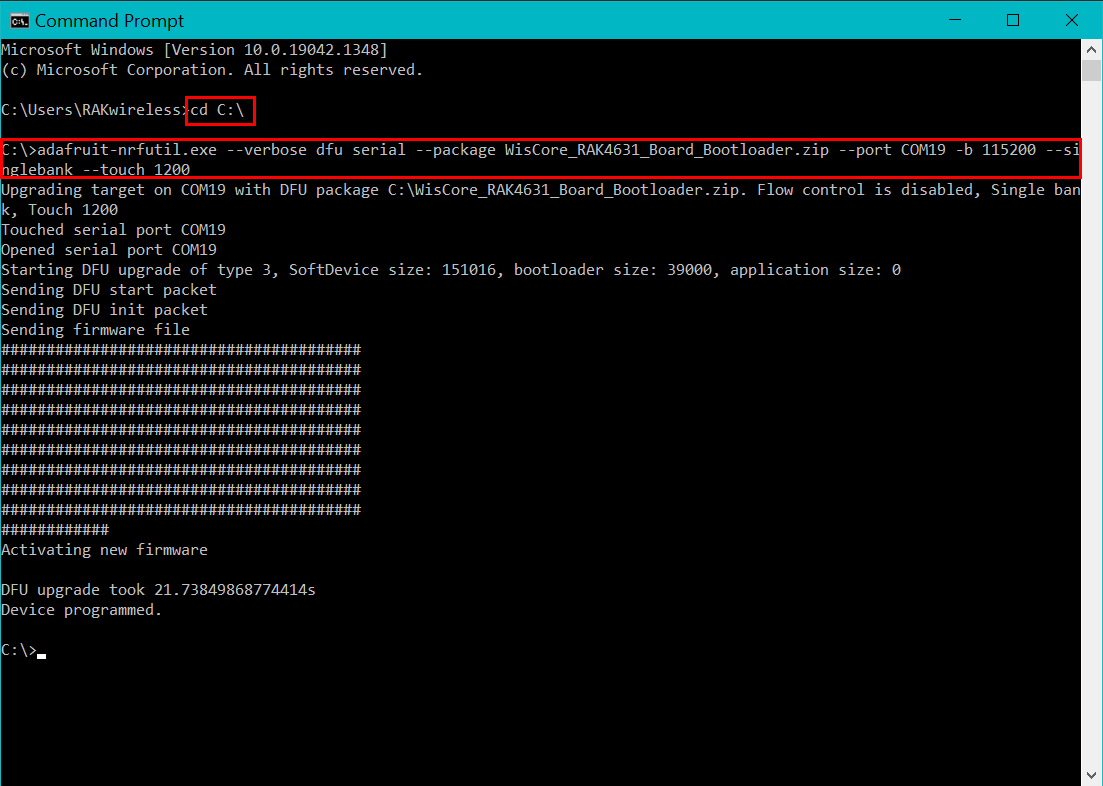 Command Prompt
Microsoft Windows [Version 10.0.19042.1348]
(c) Microsoft Corporation. All rights reserved.
C:\Users\RAKwireless>cd C:\
C:\>adafruit-nrfutil.exe --verbose dfu serial --package WisCore_RAK4631_Board_Bootloader.zip --port COM19 -b 115200 --si
nglebank --touch 1200
Upgrading target on COM19 with DFU package C:\WisCore_RAK4631_Board_Bootloader.zip. Flow control is disabled, Single ban
k, Touch 1200
Touched serial port COM19
Opened serial port COM19
Starting DFU upgrade of type 3, SoftDevice size: 151016, bootloader size: 39000, application size: 0
Sending DFU start packet
Sending DFU init packet
Sending firmware file
########################################
########################################
########################################
########################################
########################################
########################################
########################################
########################################
########################################
############
Activating new firmware
DFU upgrade took 21.73849868774414s
Device programmed.
C:\>